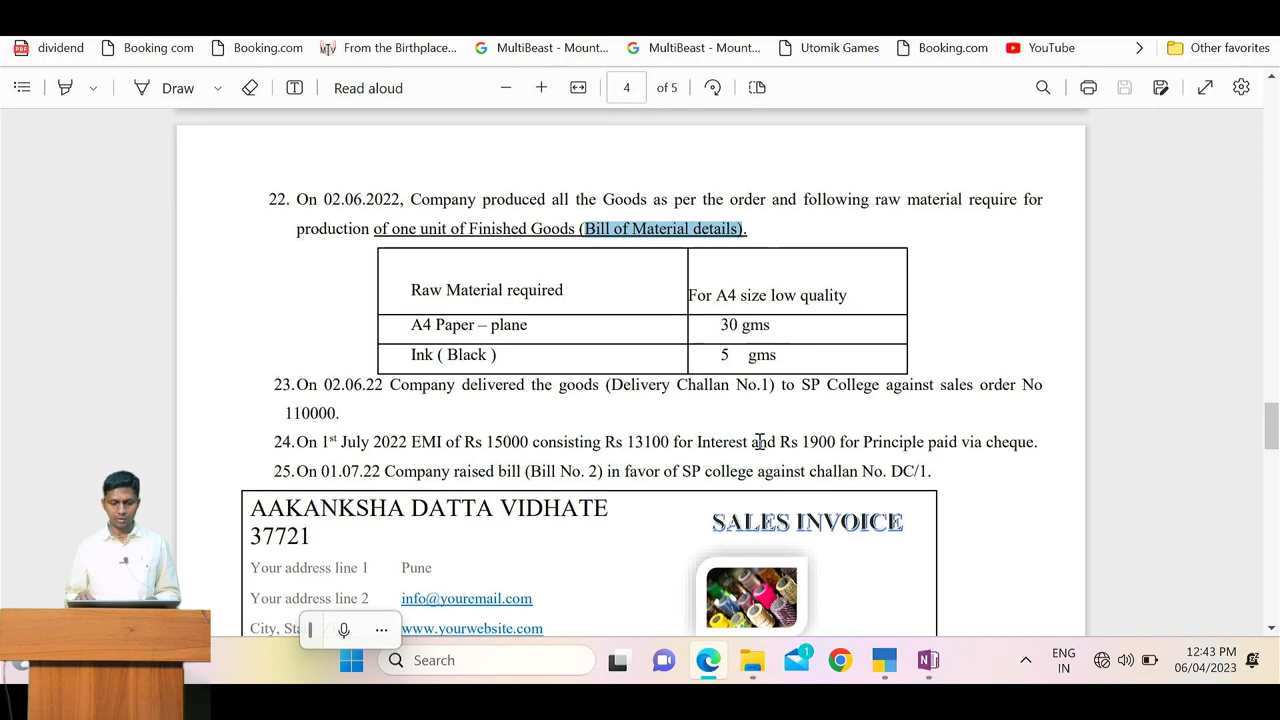 dividend Booking com Booking.com From the Birthplace... MultiBeast - Mount... MultiBeast - Mount... Utomik Games Booking.com YouTube Other favorites
Draw T Read aloud 4 of 5
22. On 02.06.2022, Company produced all the Goods as per the order and following raw material require for
production of one unit of Finished Goods (Bill of Material details).
Raw Material required For A4 size low quality
A4 Paper – plane 30 gms
Ink ( Black ) 5 gms
23. On 02.06.22 Company delivered the goods (Delivery Challan No.1) to SP College against sales order No
110000.
24. On 1st July 2022 EMI of Rs 15000 consisting Rs 13100 for Interest and Rs 1900 for Principle paid via cheque.
25. On 01.07.22 Company raised bill (Bill No. 2) in favor of SP college against challan No. DC/1.
AAKANKSHA DATTA VIDHATE SALES INVOICE
37721
Your address line 1 Pune
Your address line 2 info@youremail.com
www.yourwebsite.com
Search 1 ENG 12:43 PM
IN 06/04/2023